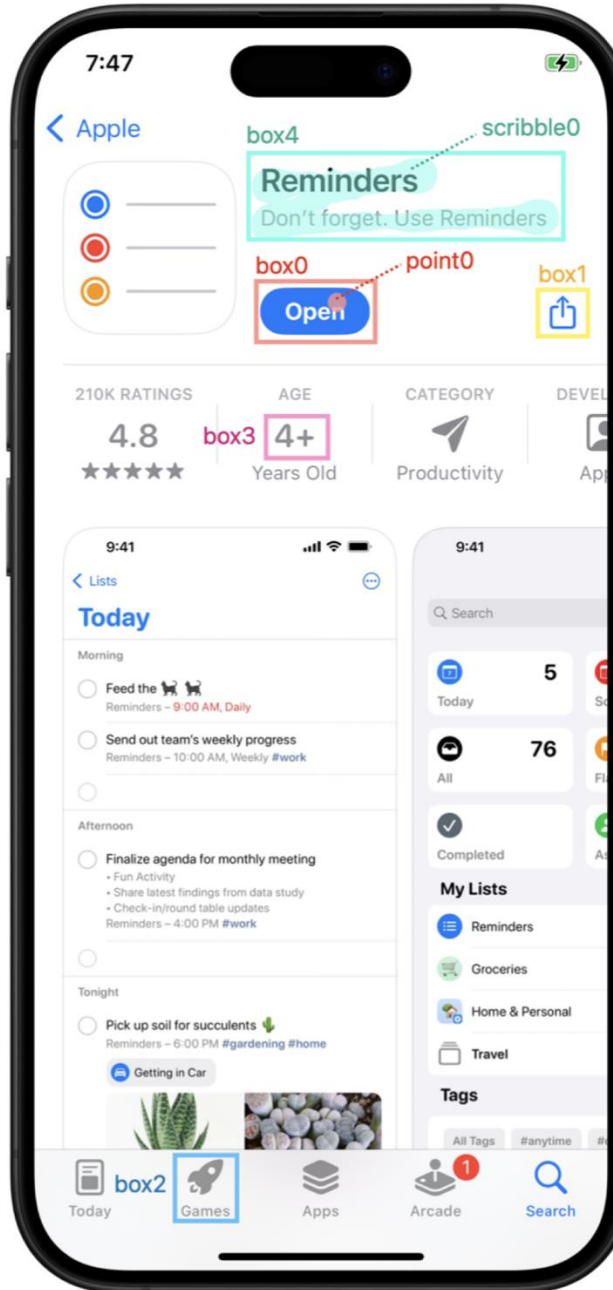 7:47
Apple
box4
scribble0
Reminders
Don't forget. Use Reminders
box0
point0
box1
Open
210K RATINGS
AGE
CATEGORY
4.8
box3
4+
Years Old
Productivity
9:41
Lists
Today
Morning
Feed the
Reminders – 9:00 AM, Daily
Send out team's weekly progress
Reminders – 10:00 AM, Weekly #work
Afternoon
Finalize agenda for monthly meeting
• Fun Activity
• Share latest findings from data study
• Check-in/round table updates
Reminders – 4:00 PM #work
Tonight
Pick up soil for succulents
Reminders – 6:00 PM #gardening #home
Getting in Car
9:41
Search
7
5
Today
76
All
Completed
My Lists
Reminders
Groceries
Home & Personal
Travel
Tags
All Tags #anytime
box2
1
Today
Games
Apps
Arcade
Search